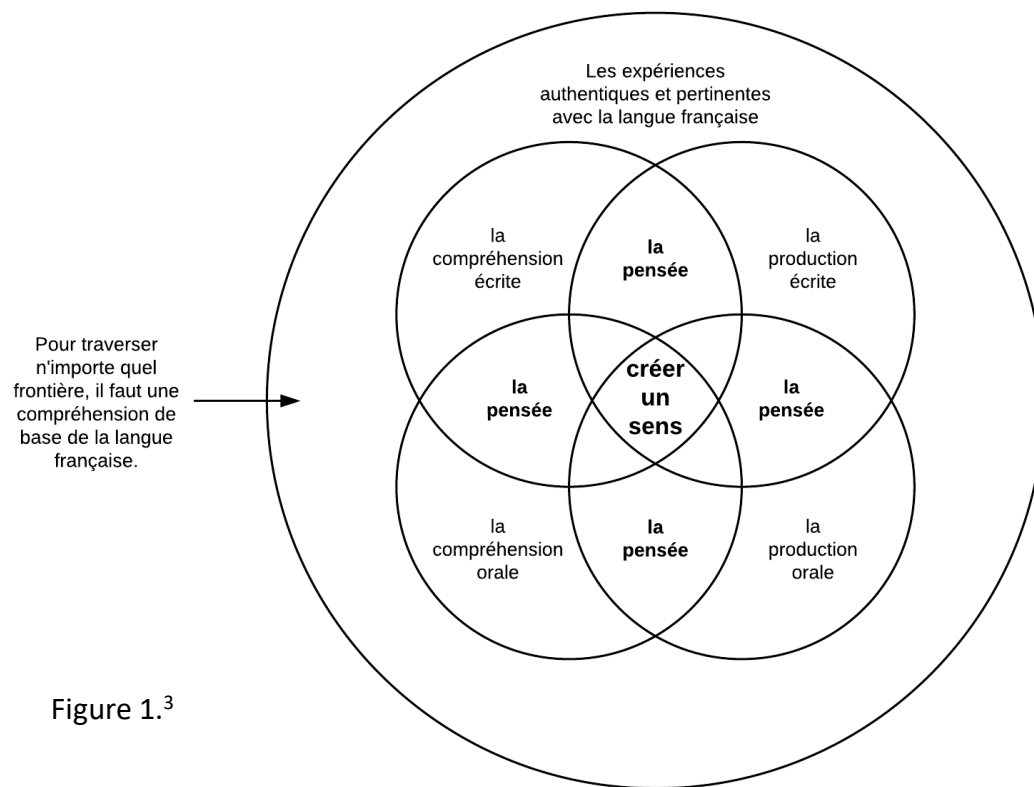 Les expériences
authentiques et pertinentes
avec la langue française
la
compréhension
écrite
la
pensée
la
production
écrite
Pour traverser
n'importe quel
frontière, il faut une
compréhension de
base de la langue
française.
la
pensée
créer
un
sens
la
pensée
la
compréhension
orale
la
pensée
la
production
orale
Figure 1.³